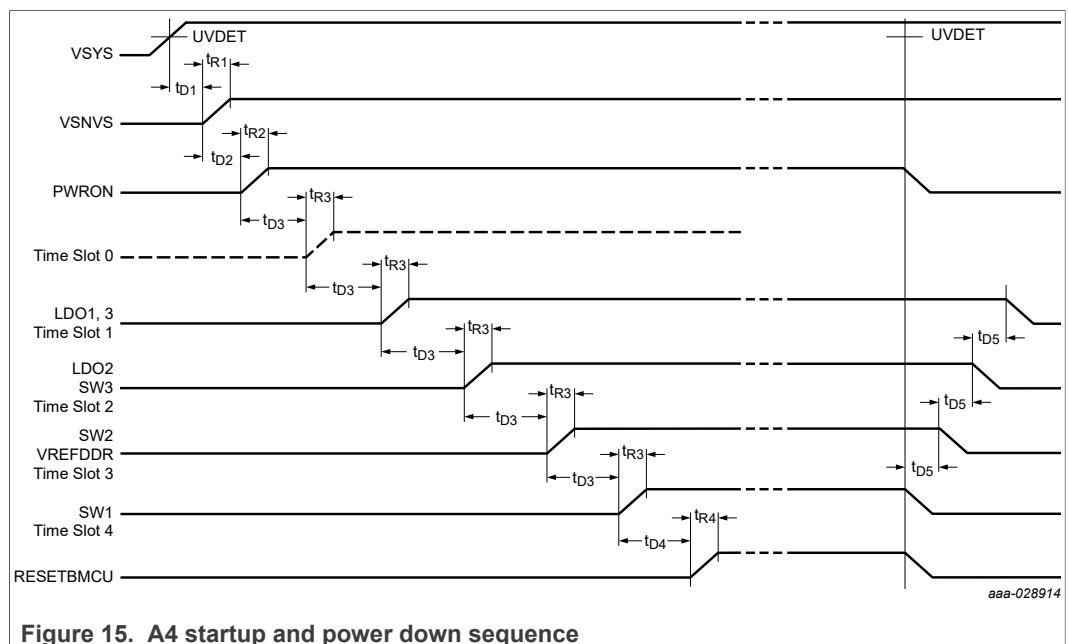 UVDET
UVDET
VSYS
tR1
tD1
VSNVS
tR2
tD2
PWRON
tR3
tD3
Time Slot 0
tR3
tD3
LDO1, 3
Time Slot 1
tR3
tD5
tD3
LDO2
SW3
Time Slot 2
tR3
tD5
tD3
SW2
VREFDDR
Time Slot 3
tR3
tD5
tD3
SW1
Time Slot 4
tR4
tD4
RESETBMCU
aaa-028914
Figure 15. A4 startup and power down sequence